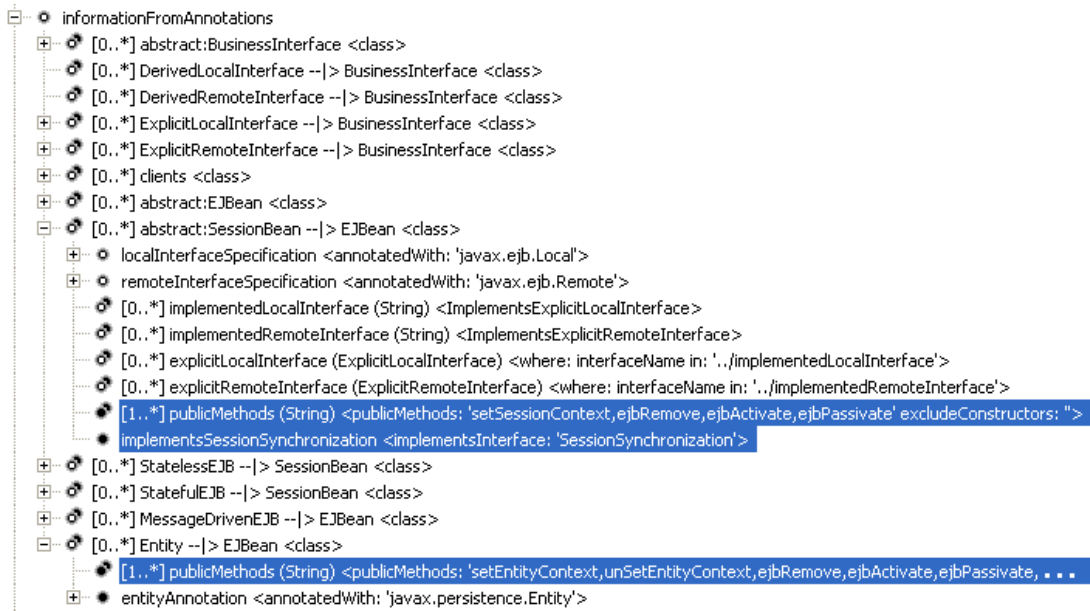 informationFromAnnotations
[0..*] abstract:BusinessInterface <class>
[0..*] DerivedLocalInterface --|> BusinessInterface <class>
[0..*] DerivedRemoteInterface --|> BusinessInterface <class>
[0..*] ExplicitLocalInterface --|> BusinessInterface <class>
[0..*] ExplicitRemoteInterface --|> BusinessInterface <class>
[0..*] clients <class>
[0..*] abstract:EJBean <class>
[0..*] abstract:SessionBean --|> EJBean <class>
localInterfaceSpecification <annotatedWith: 'javax.ejb.Local'>
remoteInterfaceSpecification <annotatedWith: 'javax.ejb.Remote'>
[0..*] implementedLocalInterface (String) <ImplementsExplicitLocalInterface>
[0..*] implementedRemoteInterface (String) <ImplementsExplicitRemoteInterface>
[0..*] explicitLocalInterface (ExplicitLocalInterface) <where: interfaceName in: '../implementedLocalInterface'>
[0..*] explicitRemoteInterface (ExplicitRemoteInterface) <where: interfaceName in: '../implementedRemoteInterface'>
[1..*] publicMethods (String) <publicMethods: 'setSessionContext,ejbRemove,ejbActivate,ejbPassivate' excludeConstructors: ''>
implementsSessionSynchronization <implementsInterface: 'SessionSynchronization'>
[0..*] StatelessEJB --|> SessionBean <class>
[0..*] StatefulEJB --|> SessionBean <class>
[0..*] MessageDrivenEJB --|> EJBean <class>
[0..*] Entity --|> EJBean <class>
[1..*] publicMethods (String) <publicMethods: 'setEntityContext,unSetEntityContext,ejbRemove,ejbActivate,ejbPassivate, ...
entityAnnotation <annotatedWith: 'javax.persistence.Entity'>